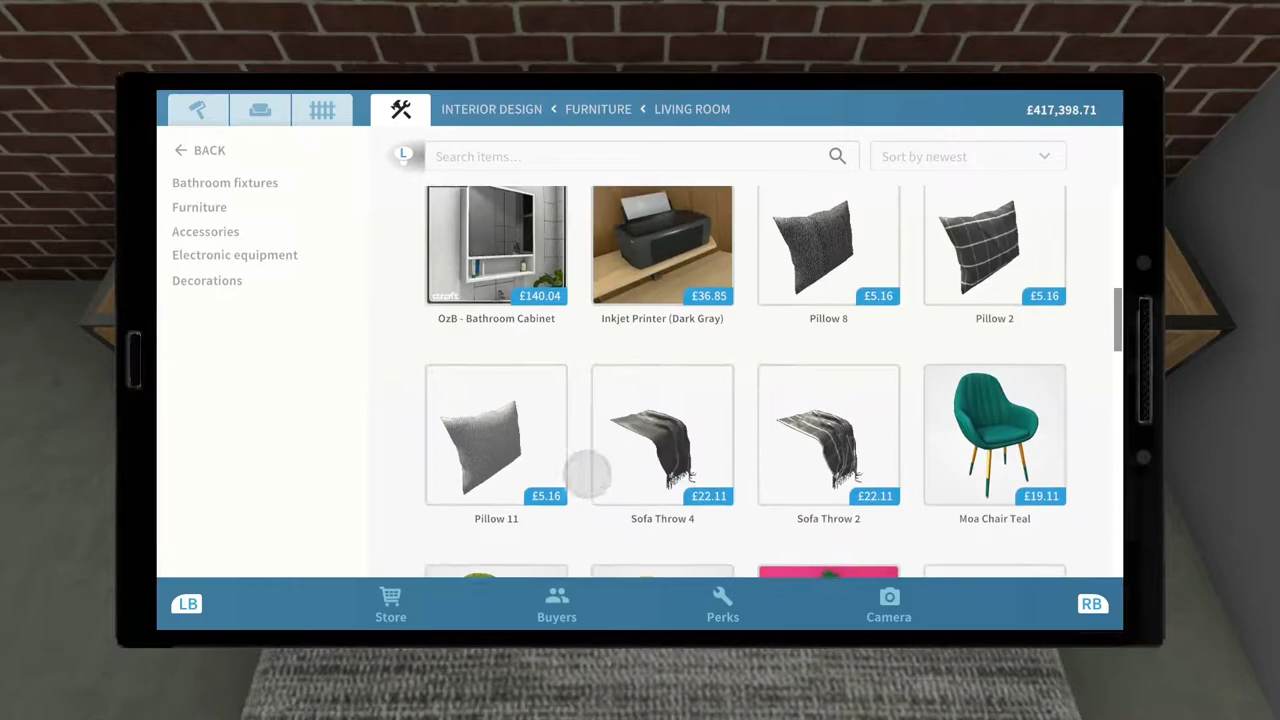 INTERIOR DESIGN < FURNITURE < LIVING ROOM
£417,398.71
BACK
L
Search items...
Sort by newest
Bathroom fixtures
Furniture
Accessories
Electronic equipment
Decorations
£140.04
£36.85
£5.16
£5.16
OzB - Bathroom Cabinet
Inkjet Printer (Dark Gray)
Pillow 8
Pillow 2
£5.16
£22.11
£22.11
£19.11
Pillow 11
Sofa Throw 4
Sofa Throw 2
Moa Chair Teal
LB
Store
Buyers
Perks
Camera
RB